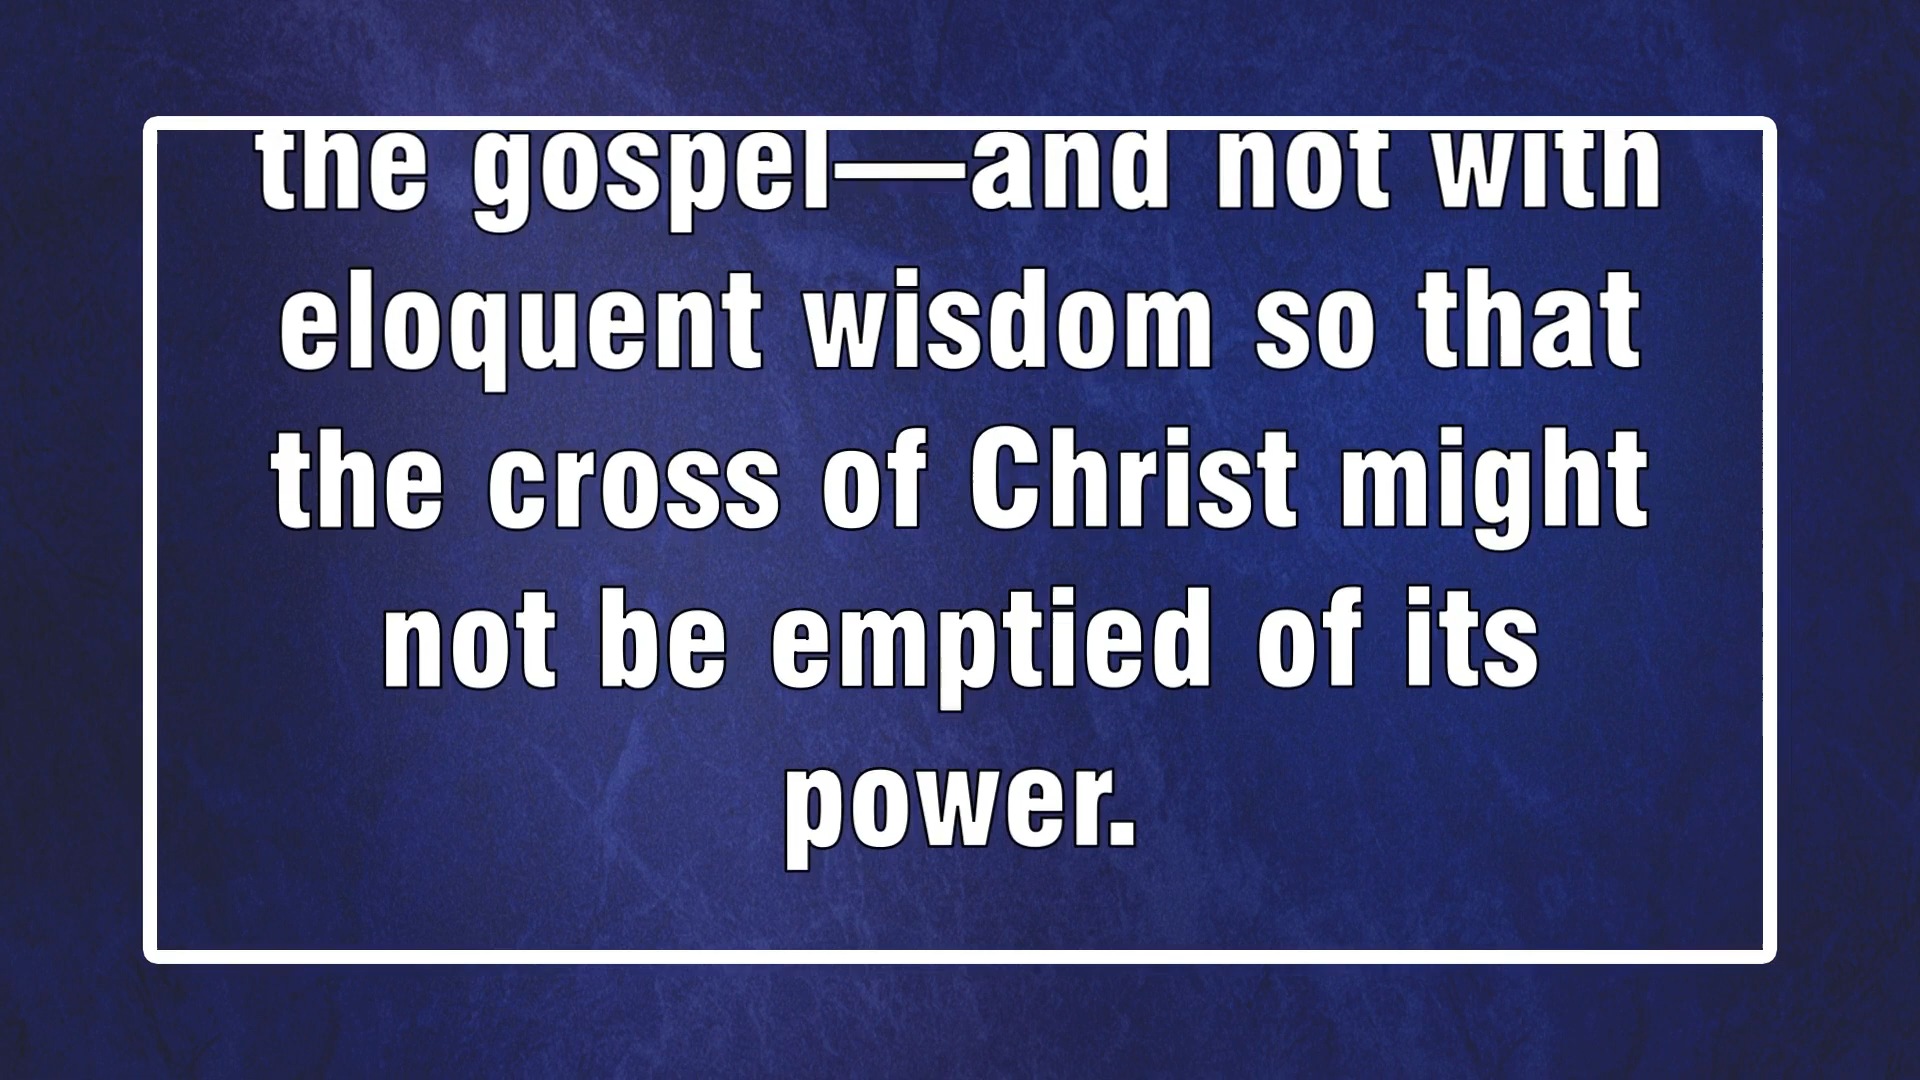 the gospel—and not with
eloquent wisdom so that
the cross of Christ might
not be emptied of its
power.